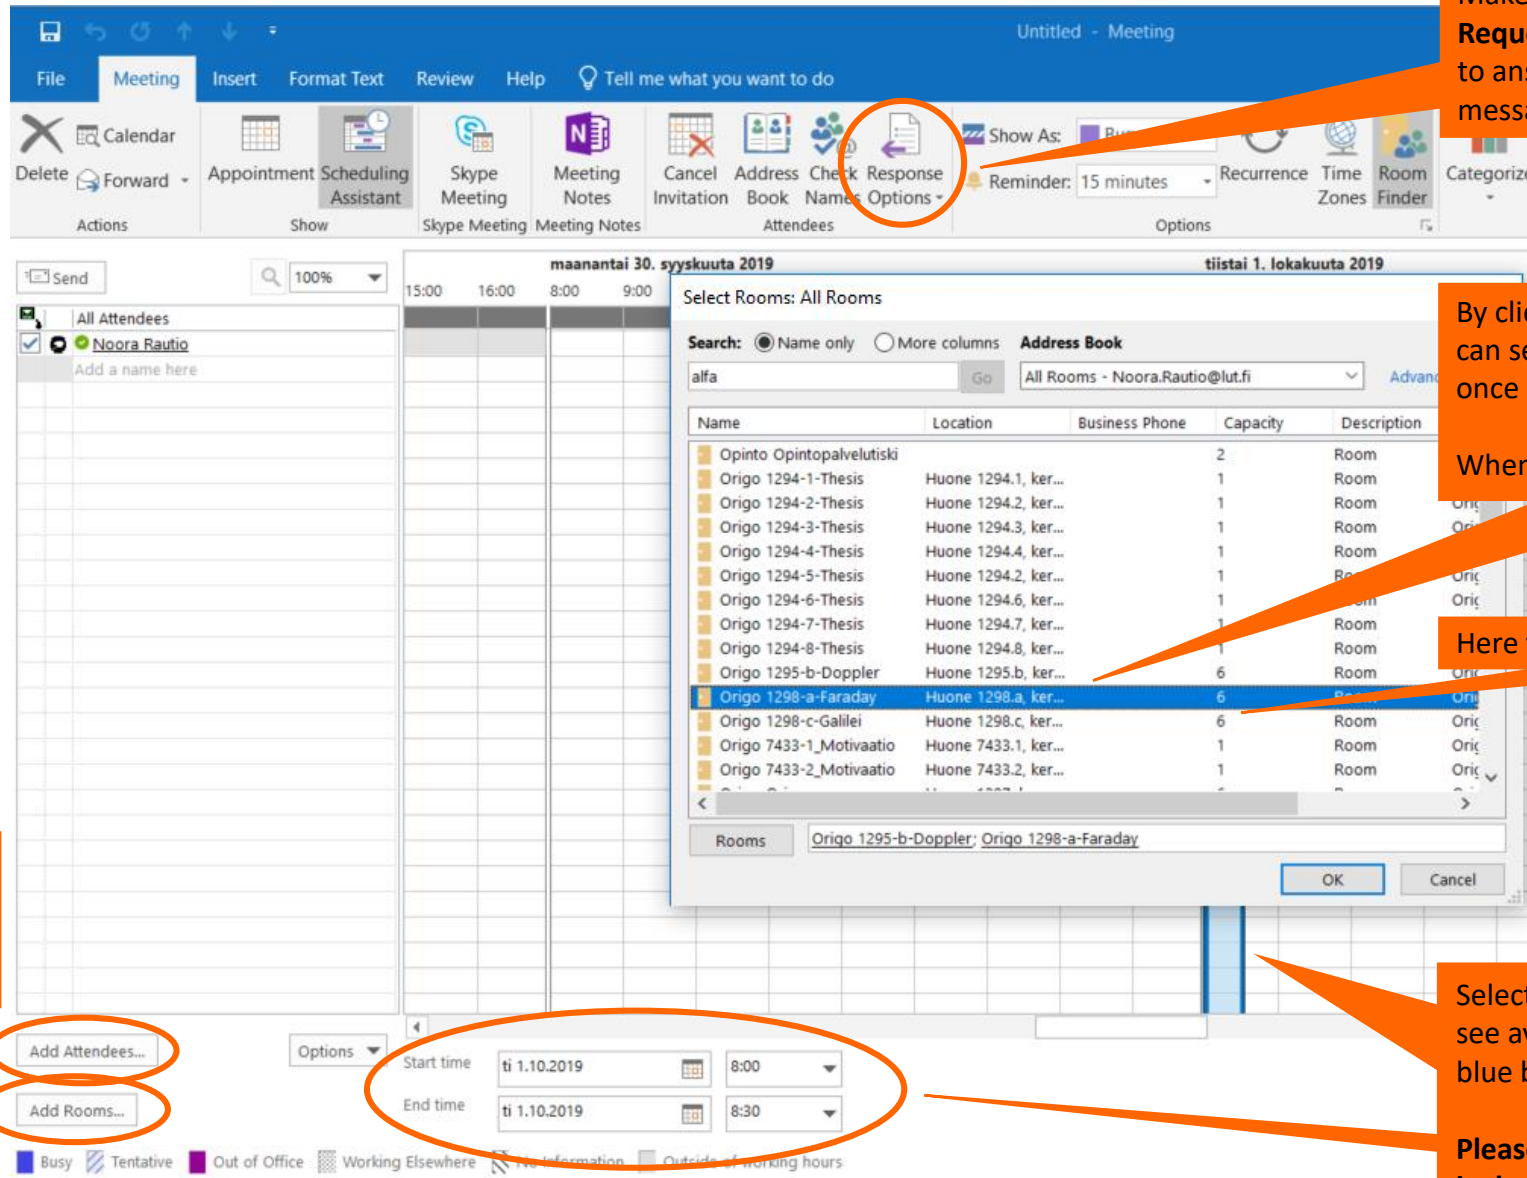 Untitled - Meeting
File Meeting Insert Format Text Review Help Tell me what you want to do
Delete
Calendar
Forward
Actions
Appointment
Scheduling Assistant
Show
Skype Meeting
Skype Meeting
Meeting Notes
Meeting Notes
Cancel Invitation
Address Book
Check Names
Response Options
Attendees
Show As:
Reminder: 15 minutes
Recurrence
Time Zones
Room Finder
Options
Categorize
to
Send
100%
maanantai 30. syyskuuta 2019
tiistai 1. lokakuuta 2019
15:00 16:00 8:00 9:00
All Attendees
Noora Rautio
Add a name here
Select Rooms: All Rooms
Search: Name only More columns Address Book
alfa Go All Rooms - Noora.Rautio@lut.fi
Name Location Business Phone Capacity Description
Opinto Opintopalvelutiski 2 Room
Origo 1294-1-Thesis Huone 1294.1, ker... 1 Room
Origo 1294-2-Thesis Huone 1294.2, ker... 1 Room
Origo 1294-3-Thesis Huone 1294.3, ker... 1 Room
Origo 1294-4-Thesis Huone 1294.4, ker... 1 Room
Origo 1294-5-Thesis Huone 1294.2, ker... 1
Origo 1294-6-Thesis Huone 1294.6, ker... 1
Origo 1294-7-Thesis Huone 1294.7, ker... 1 Room
Origo 1294-8-Thesis Huone 1294.8, ker... 1 Room
Origo 1295-b-Doppler Huone 1295.b, ker... 6 Room
Origo 1298-a-Faraday Huone 1298.a, ker... 6 Room
Origo 1298-c-Galilei Huone 1298.c, ker... 6 Room
Origo 7433-1_Motivaatio Huone 7433.1, ker... 1 Room
Origo 7433-2_Motivaatio Huone 7433.2, ker... 1 Room
Rooms Origo 1295-b-Doppler; Origo 1298-a-Faraday
OK Cancel
By
can
once
Here
see
blue
Add Attendees... Options
Add Rooms...
Start time ti 1.10.2019 8:00
End time ti 1.10.2019 8:30
Busy Tentative Out of Office Working Elsewhere No Information Outside of working hours